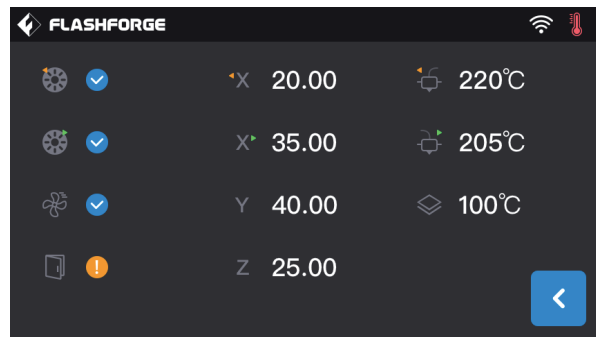 FLASHFORGE
X 20.00 220℃
X 35.00 205℃
Y 40.00 100℃
Z 25.00